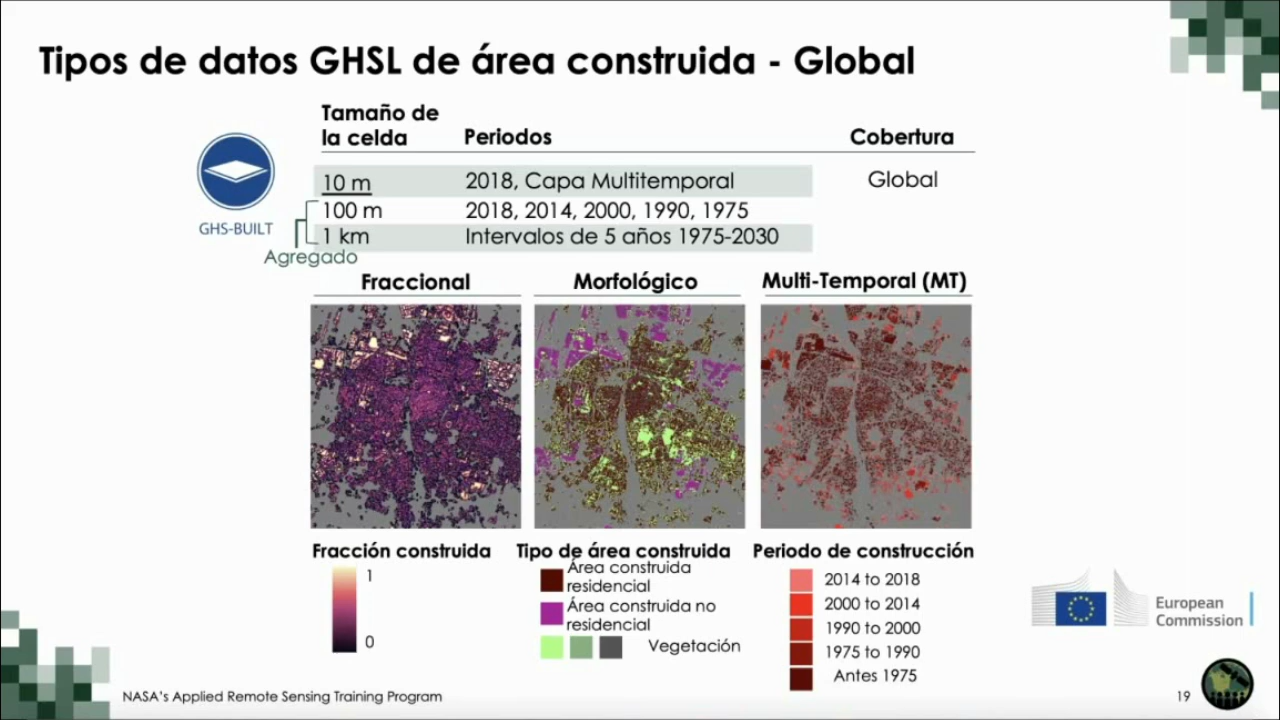 Tipos de datos GHSL de área construida - Global
Tamaño de
la celda
Periodos
Cobertura
10 m
2018, Capa Multitemporal
Global
100 m
2018, 2014, 2000, 1990, 1975
1 km
Intervalos de 5 años 1975-2030
GHS-BUILT
Agregado
Fraccional
Morfológico
Multi-Temporal (MT)
Fracción construida
1
0
Tipo de área construida
Área construida
residencial
Área construida no
residencial
Vegetación
Periodo de construcción
2014 to 2018
2000 to 2014
1990 to 2000
1975 to 1990
Antes 1975
European
Commission
NASA's Applied Remote Sensing Training Program
19